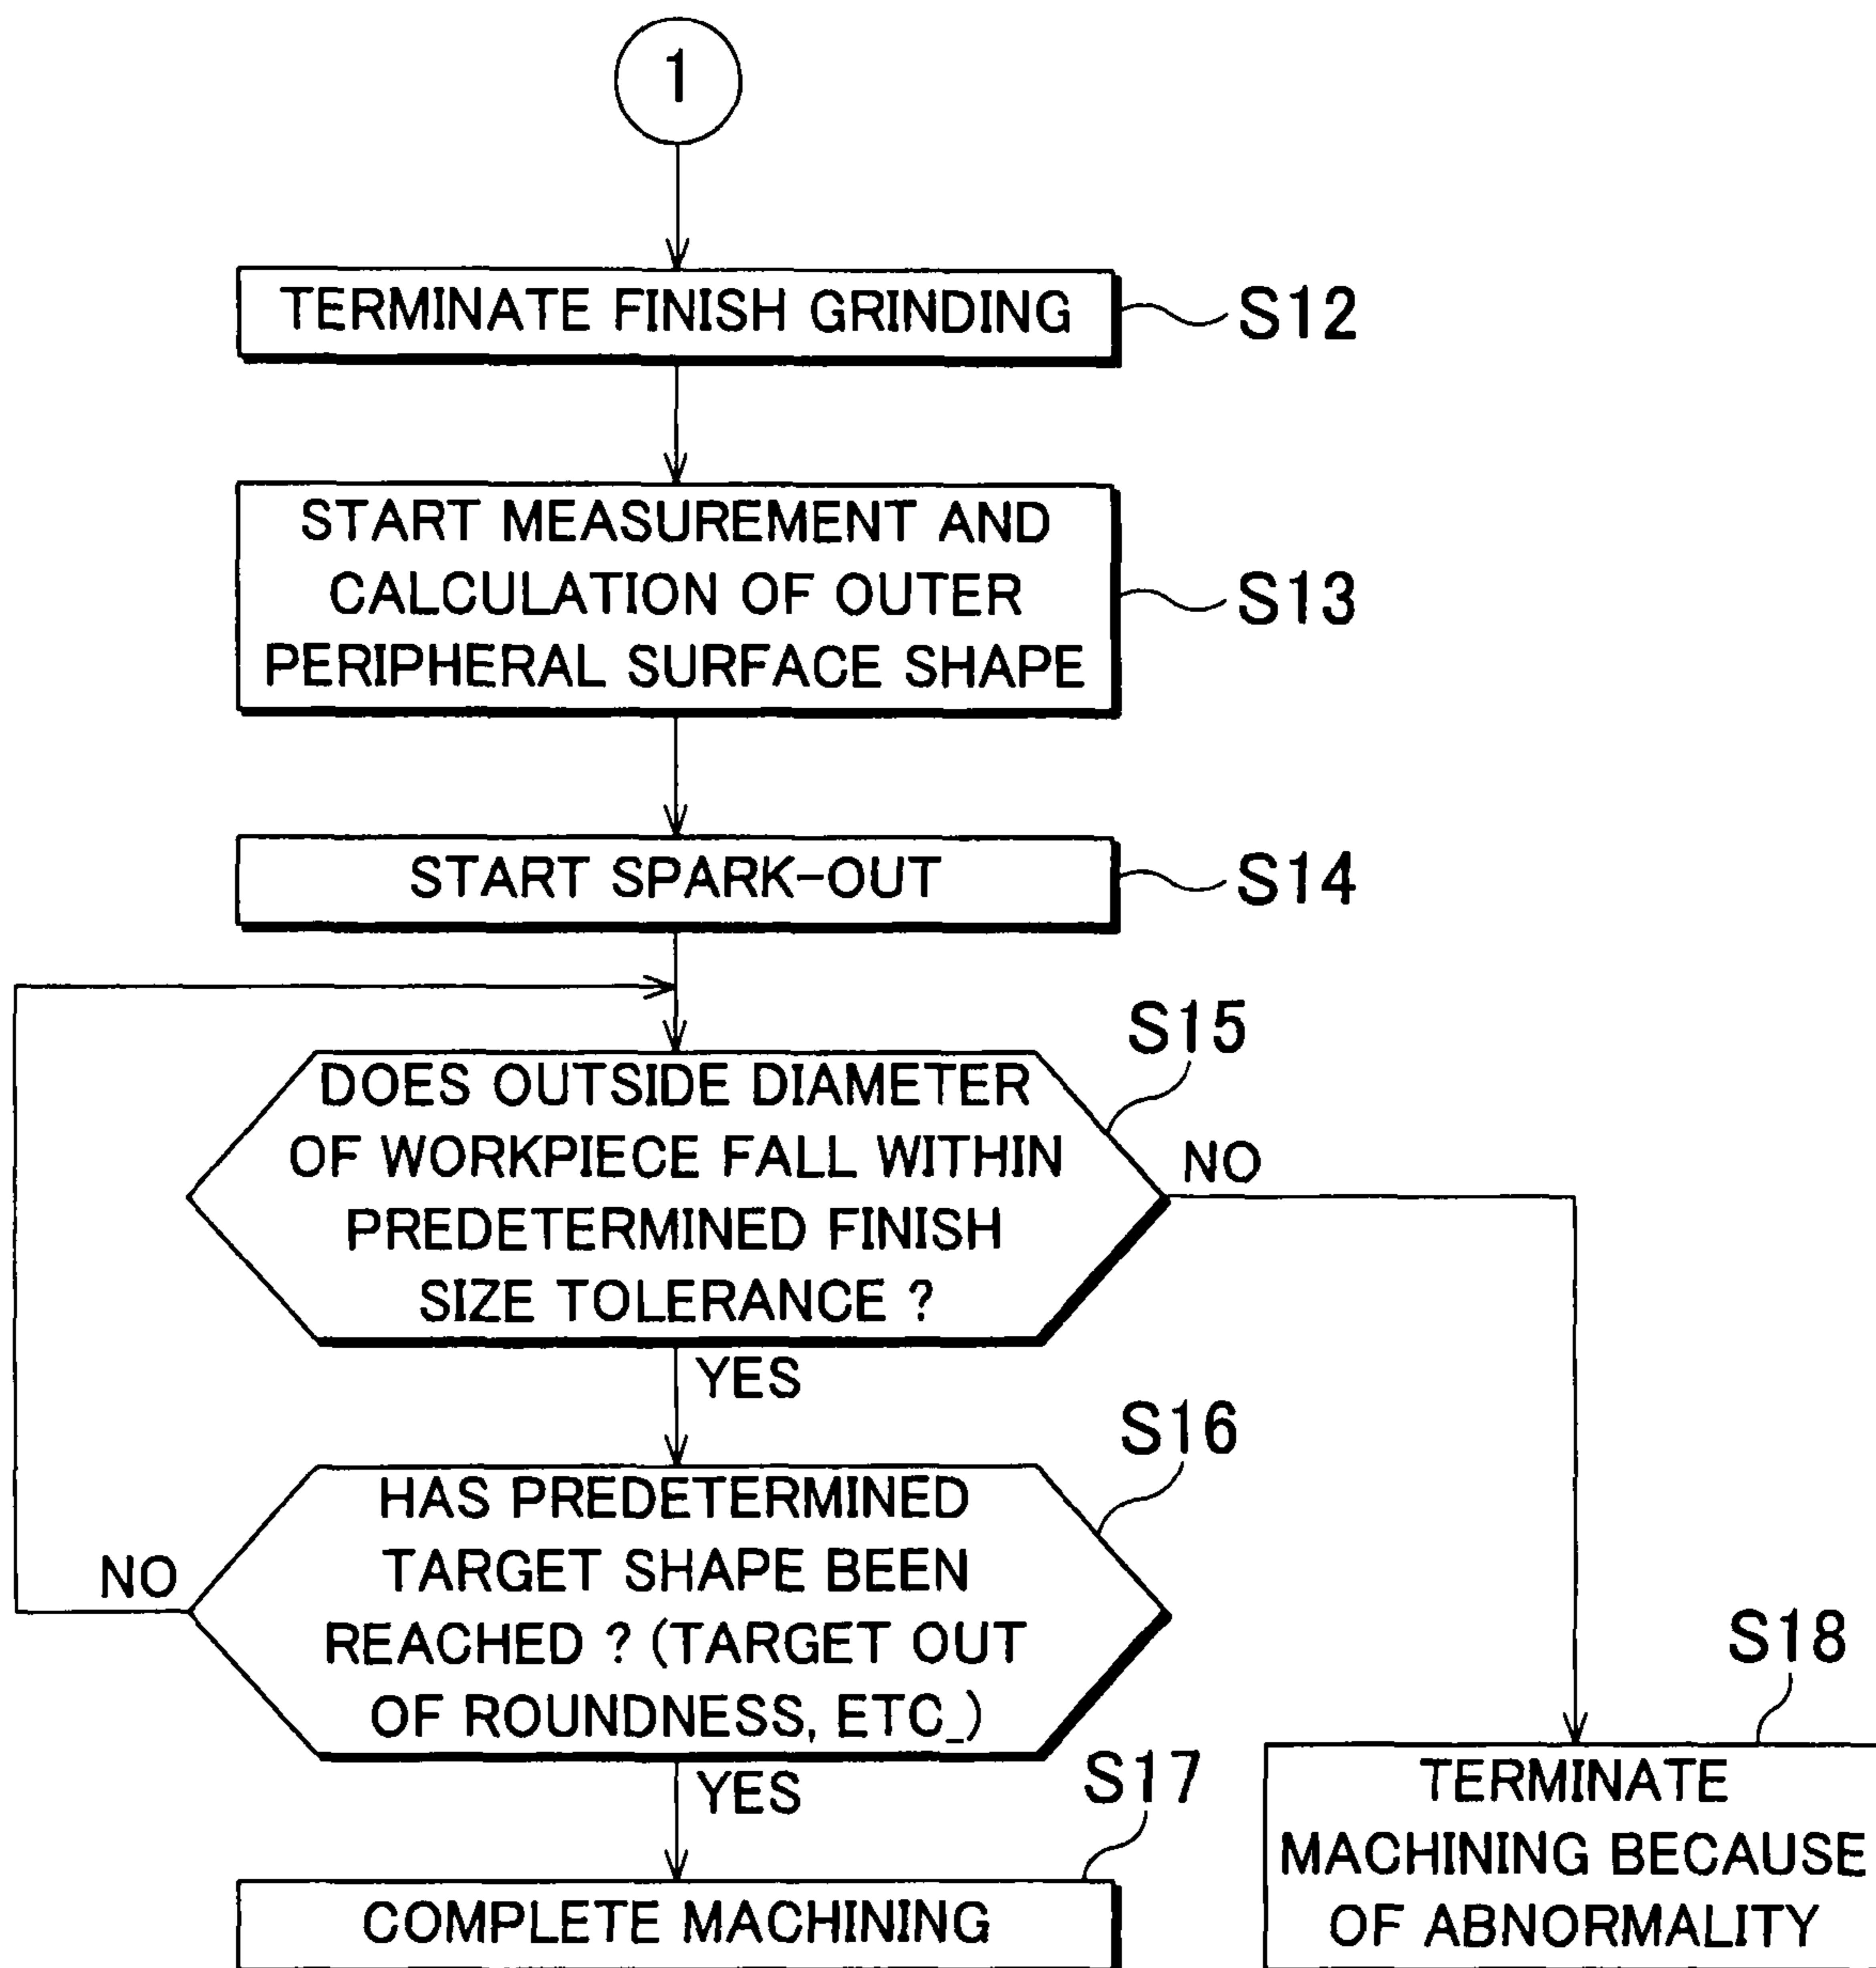 1
TERMINATE FINISH GRINDING
S12
START MEASUREMENT AND
CALCULATION OF OUTER
PERIPHERAL SURFACE SHAPE
S13
START SPARK-OUT
S14
S15
DOES OUTSIDE DIAMETER
OF WORKPIECE FALL WITHIN
PREDETERMINED FINISH
SIZE TOLERANCE ?
NO
YES
S16
HAS PREDETERMINED
TARGET SHAPE BEEN
REACHED ? (TARGET OUT
OF ROUNDNESS, ETC_)
NO
YES
S17
COMPLETE MACHINING
S18
TERMINATE
MACHINING BECAUSE
OF ABNORMALITY